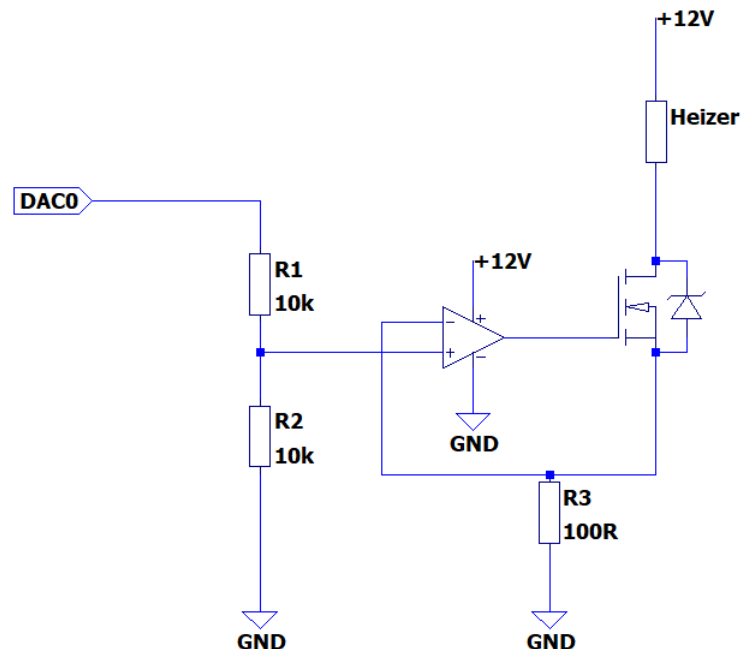 +12V
Heizer
DAC0
R1
10k
+12V
R2
10k
GND
R3
100R
GND
GND